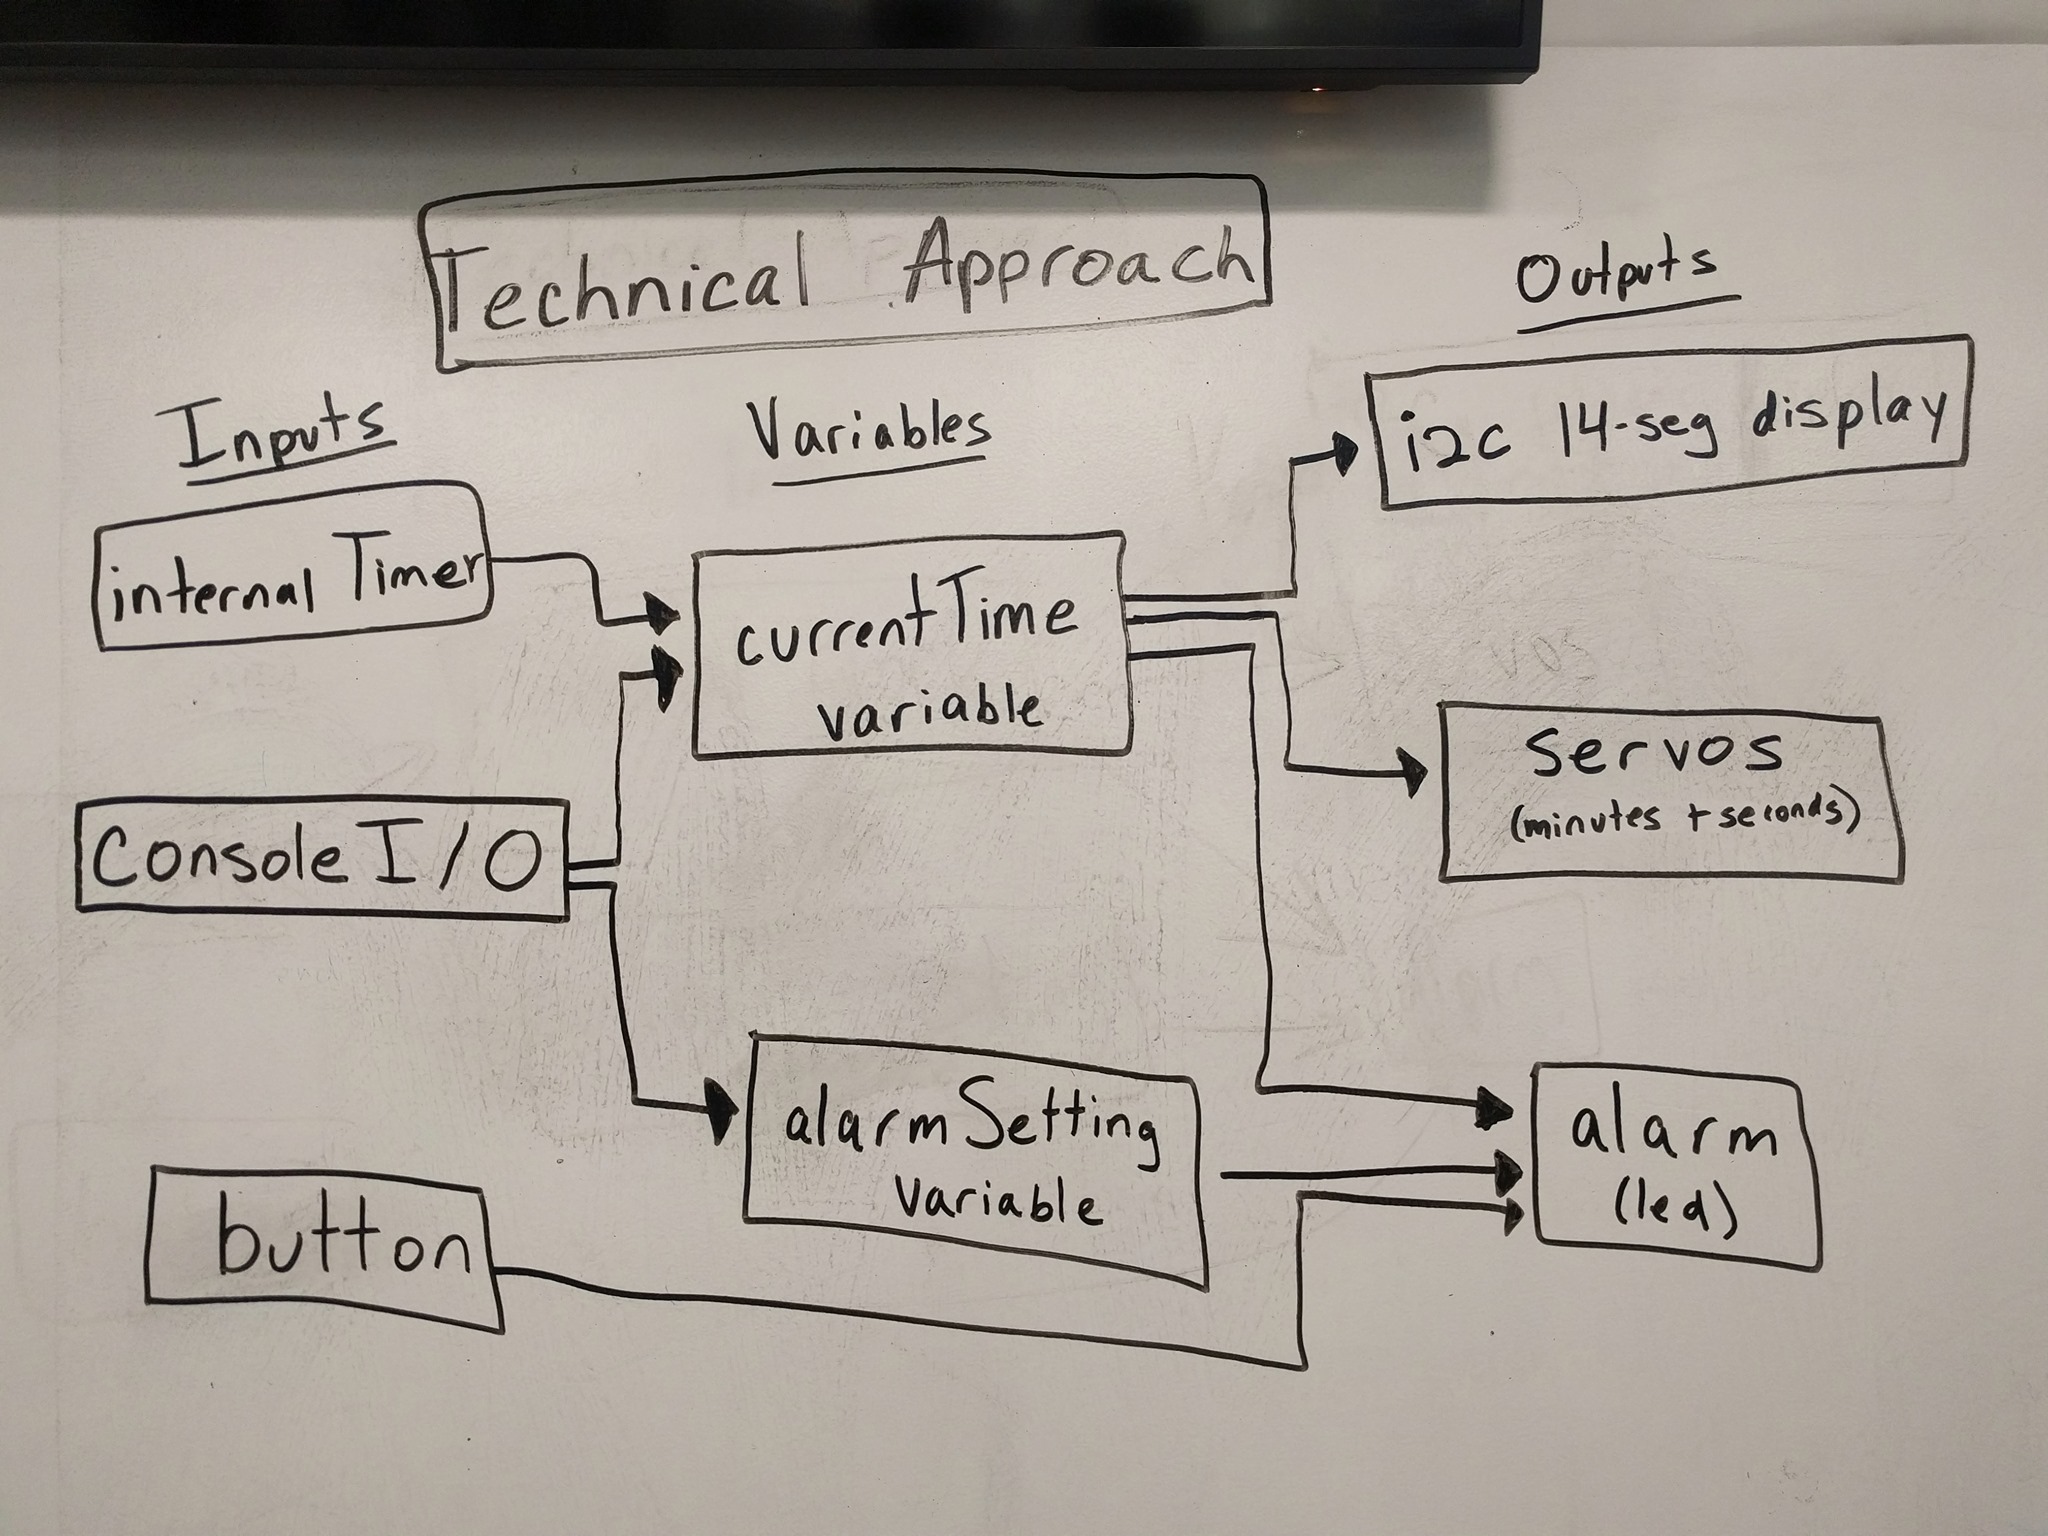 Technical Approach
Inputs
Variables
Outputs
internal Timer
currentTime
variable
i2c 14-seg display
Console I/O
servos
(minutes + seconds)
alarmSetting
variable
alarm
(led)
button